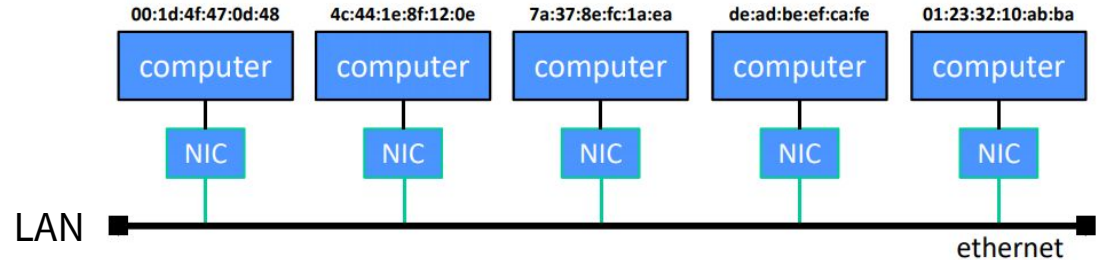 00:1d:4f:47:0d:48 4c:44:1e:8f:12:0e 7a:37:8e:fc:1a:ea de:ad:be:ef:ca:fe 01:23:32:10:ab:ba
computer computer computer computer computer
NIC NIC NIC NIC NIC
LAN
ethernet